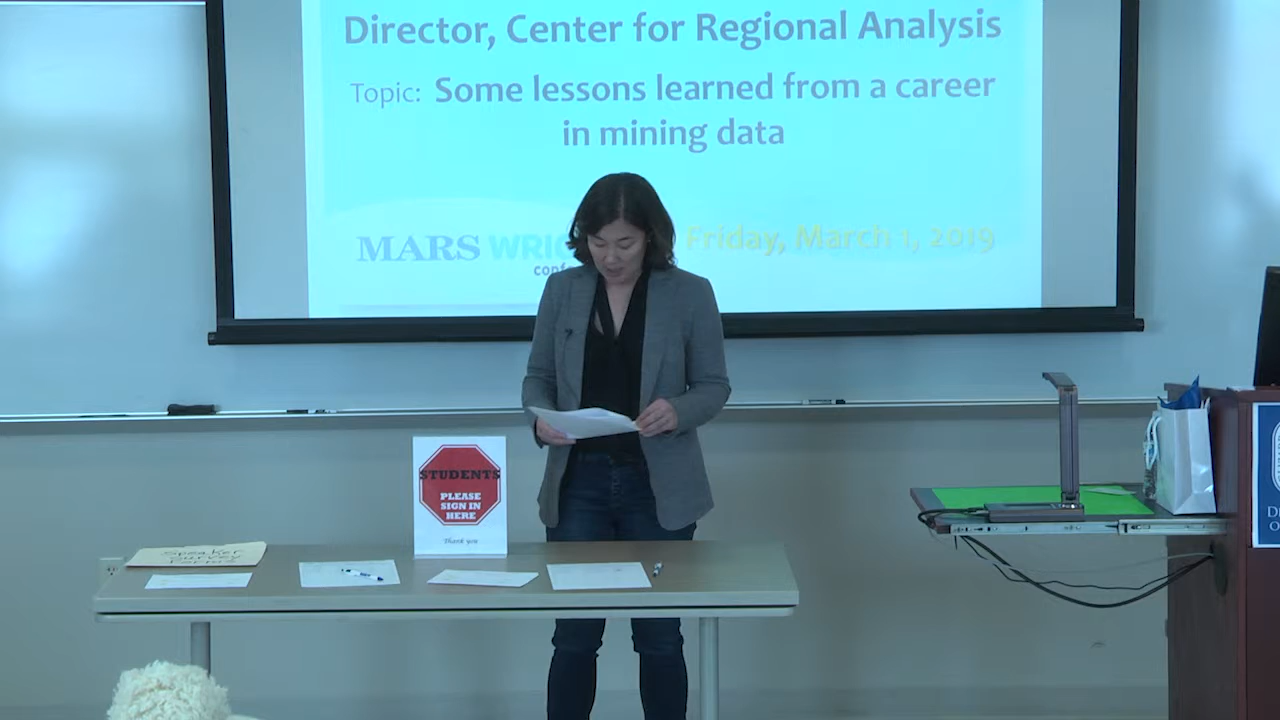 Director, Center for Regional Analysis
Topic: Some lessons learned from a career
in mining data
MARS
Friday, March 1, 2019
STUDENTS
PLEASE
SIGN IN
HERE
Thank you
Speaker
Survey
Forms